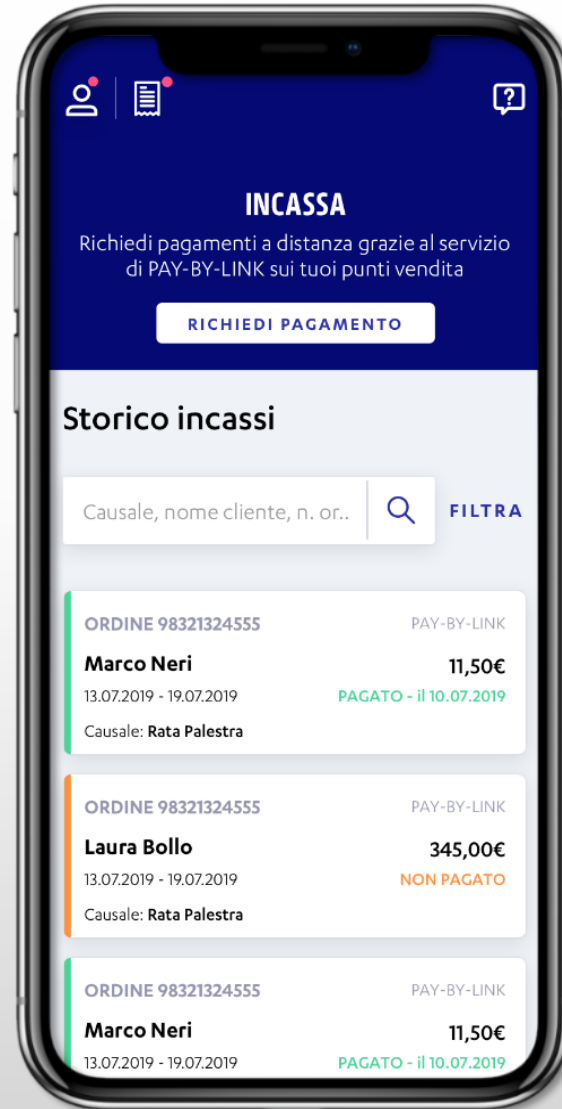 INCASSA
Richiedi pagamenti a distanza grazie al servizio
di PAY-BY-LINK sui tuoi punti vendita
RICHIEDI PAGAMENTO
Storico incassi
Causale, nome cliente, n. or..
FILTRA
ORDINE 98321324555 PAY-BY-LINK
Marco Neri 11,50€
13.07.2019 - 19.07.2019 PAGATO - il 10.07.2019
Causale: Rata Palestra
ORDINE 98321324555 PAY-BY-LINK
Laura Bollo 345,00€
13.07.2019 - 19.07.2019 NON PAGATO
Causale: Rata Palestra
ORDINE 98321324555 PAY-BY-LINK
Marco Neri 11,50€
13.07.2019 - 19.07.2019 PAGATO - il 10.07.2019